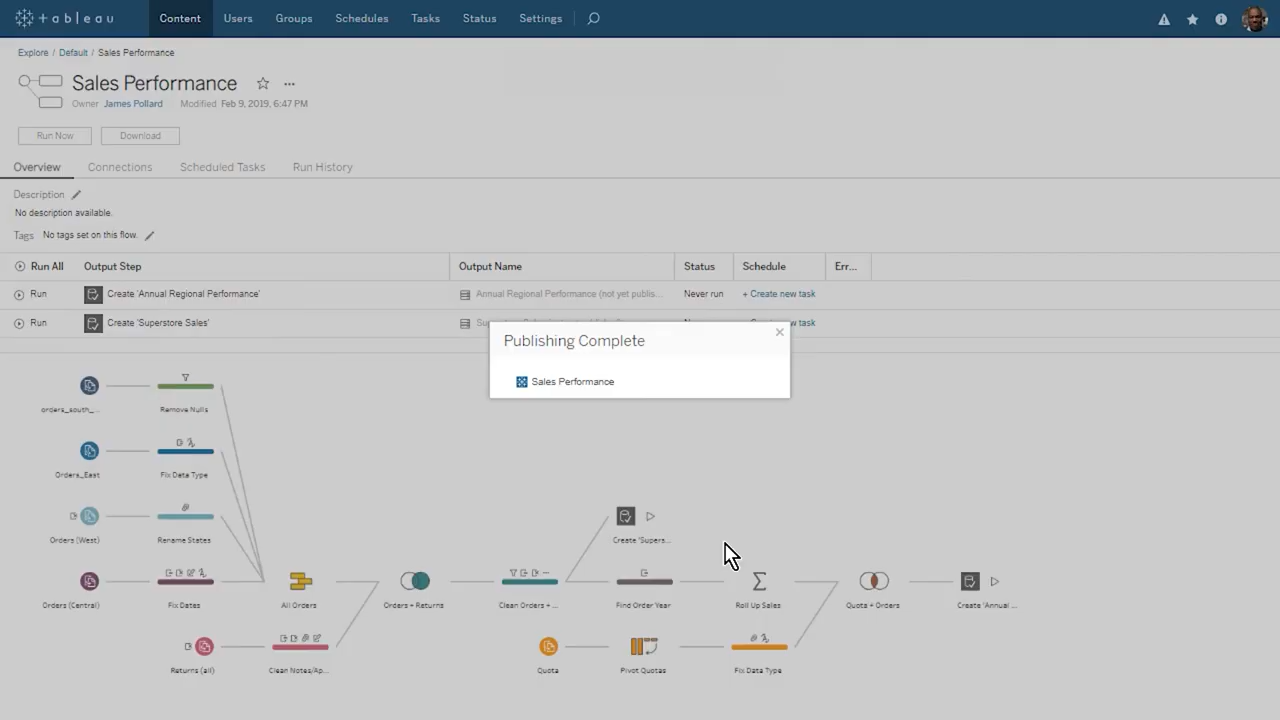 +ableau Content Users Groups Schedules Tasks Status Settings
Explore / Default / Sales Performance
Sales Performance
Owner James Pollard Modified Feb 9, 2019, 6:47 PM
Run Now Download
Overview Connections Scheduled Tasks Run History
Description
No description available.
Tags No tags set on this flow.
Run All Output Step Output Name Status Schedule Err...
Run Create 'Annual Regional Performance' Annual Regional Performance (not yet publis... Never run + Create new task
Run Create 'Superstore Sales'
Publishing Complete
Sales Performance
orders_south_... Remove Nulls
Orders_East Fix Data Type
Create 'Supers...
Orders (West) Rename States
Orders (Central) Fix Dates All Orders Orders + Returns Clean Orders + ... Find Order Year Roll Up Sales Quota + Orders Create 'Annual ...
Returns (all) Clean Notes/Ap... Quota Pivot Quotas Fix Data Type